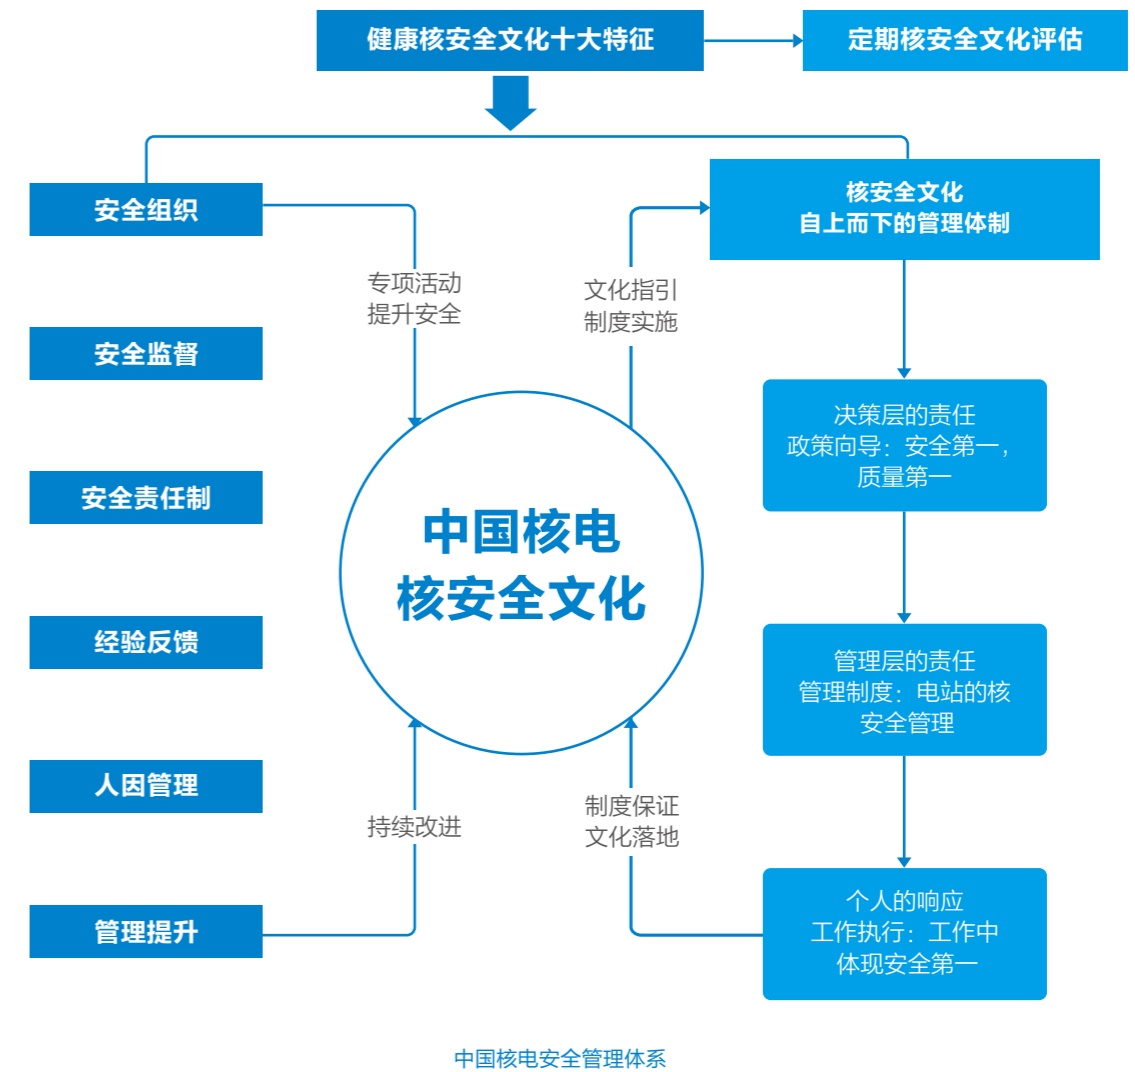 健康核安全文化十大特征
定期核安全文化评估
安全组织
安全监督
安全责任制
经验反馈
人因管理
管理提升
专项活动
提升安全
持续改进
中国核电
核安全文化
文化指引
制度实施
制度保证
文化落地
核安全文化
自上而下的管理体制
决策层的责任
政策向导：安全第一，
质量第一
管理层的责任
管理制度：电站的核
安全管理
个人的响应
工作执行：工作中
体现安全第一
中国核电安全管理体系